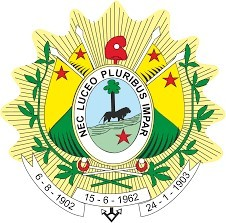 NEC LUCEO PLURIBUS IMPAR
6 - 8 - 1902
15 - 6 - 1962
24 - 1 - 1903